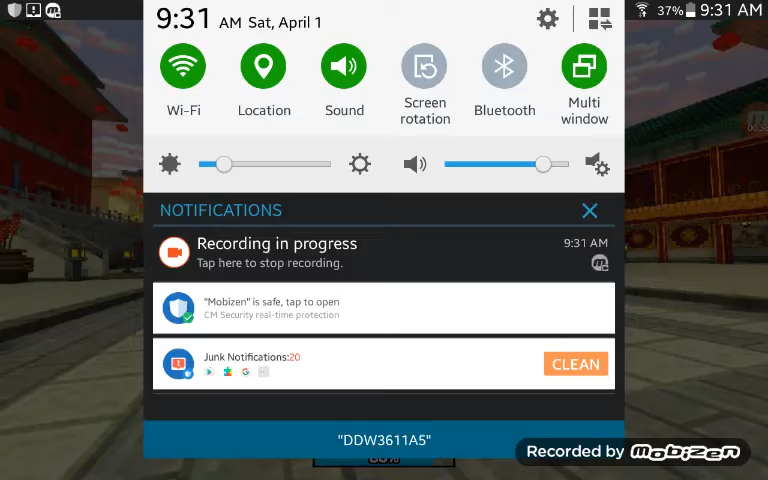 9:31 AM Sat, April 1
37% 9:31 AM
Wi-Fi
Location
Sound
Screen rotation
Bluetooth
Multi window
NOTIFICATIONS
Recording in progress
9:31 AM
Tap here to stop recording.
"Mobizen" is safe, tap to open
CM Security real-time protection
Junk Notifications:20
CLEAN
"DDW3611A5"
Recorded by Mobizen